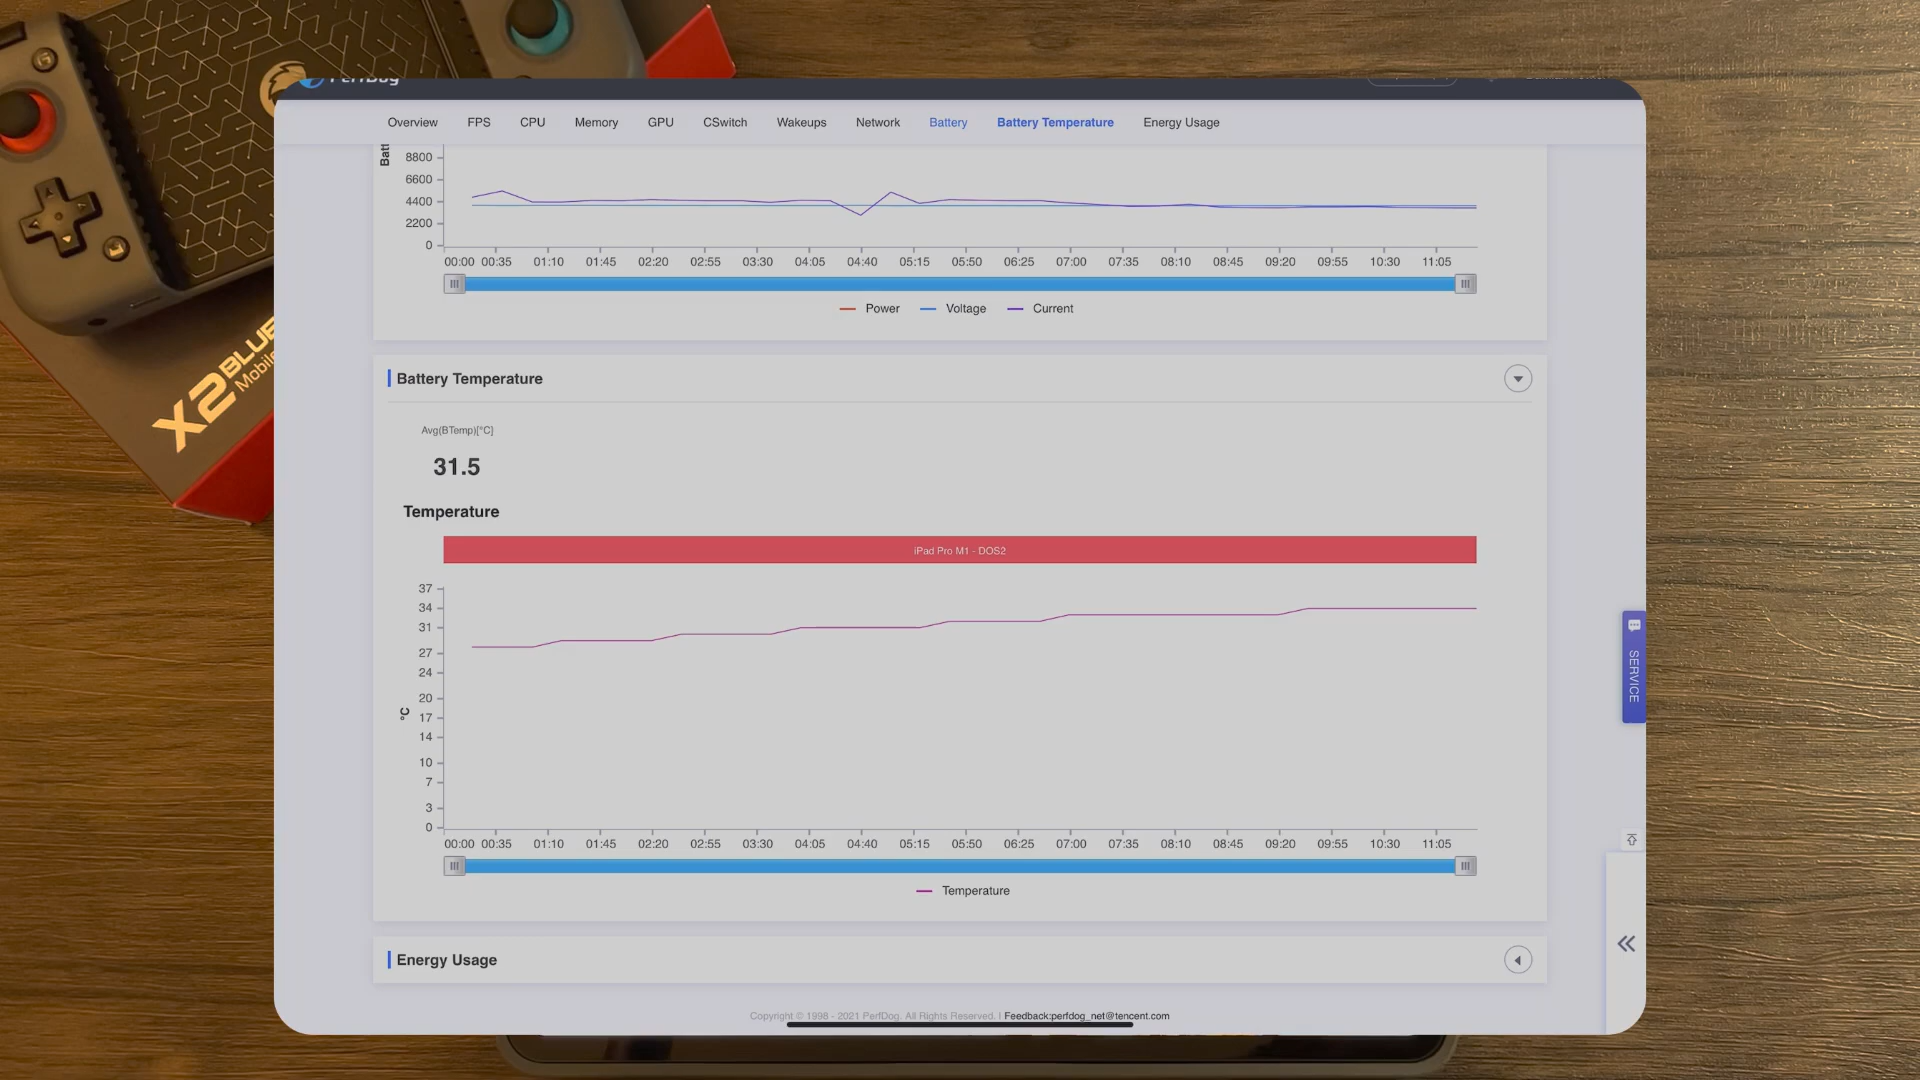 PerfDog
Overview FPS CPU Memory GPU CSwitch Wakeups Network Battery Battery Temperature Energy Usage
Batt
8800
6600
4400
2200
0
00:00 00:35 01:10 01:45 02:20 02:55 03:30 04:05 04:40 05:15 05:50 06:25 07:00 07:35 08:10 08:45 09:20 09:55 10:30 11:05
Power Voltage Current
X2 BLUE
Mobile
Battery Temperature
Avg(BTemp)[°C]
31.5
Temperature
iPad Pro M1 - DOS2
37
34
31
27
24
20
17
14
10
7
3
0
°C
00:00 00:35 01:10 01:45 02:20 02:55 03:30 04:05 04:40 05:15 05:50 06:25 07:00 07:35 08:10 08:45 09:20 09:55 10:30 11:05
Temperature
SERVICE
Energy Usage
Copyright © 1998 - 2021 PerfDog. All Rights Reserved. | Feedback:perfdog_net@tencent.com